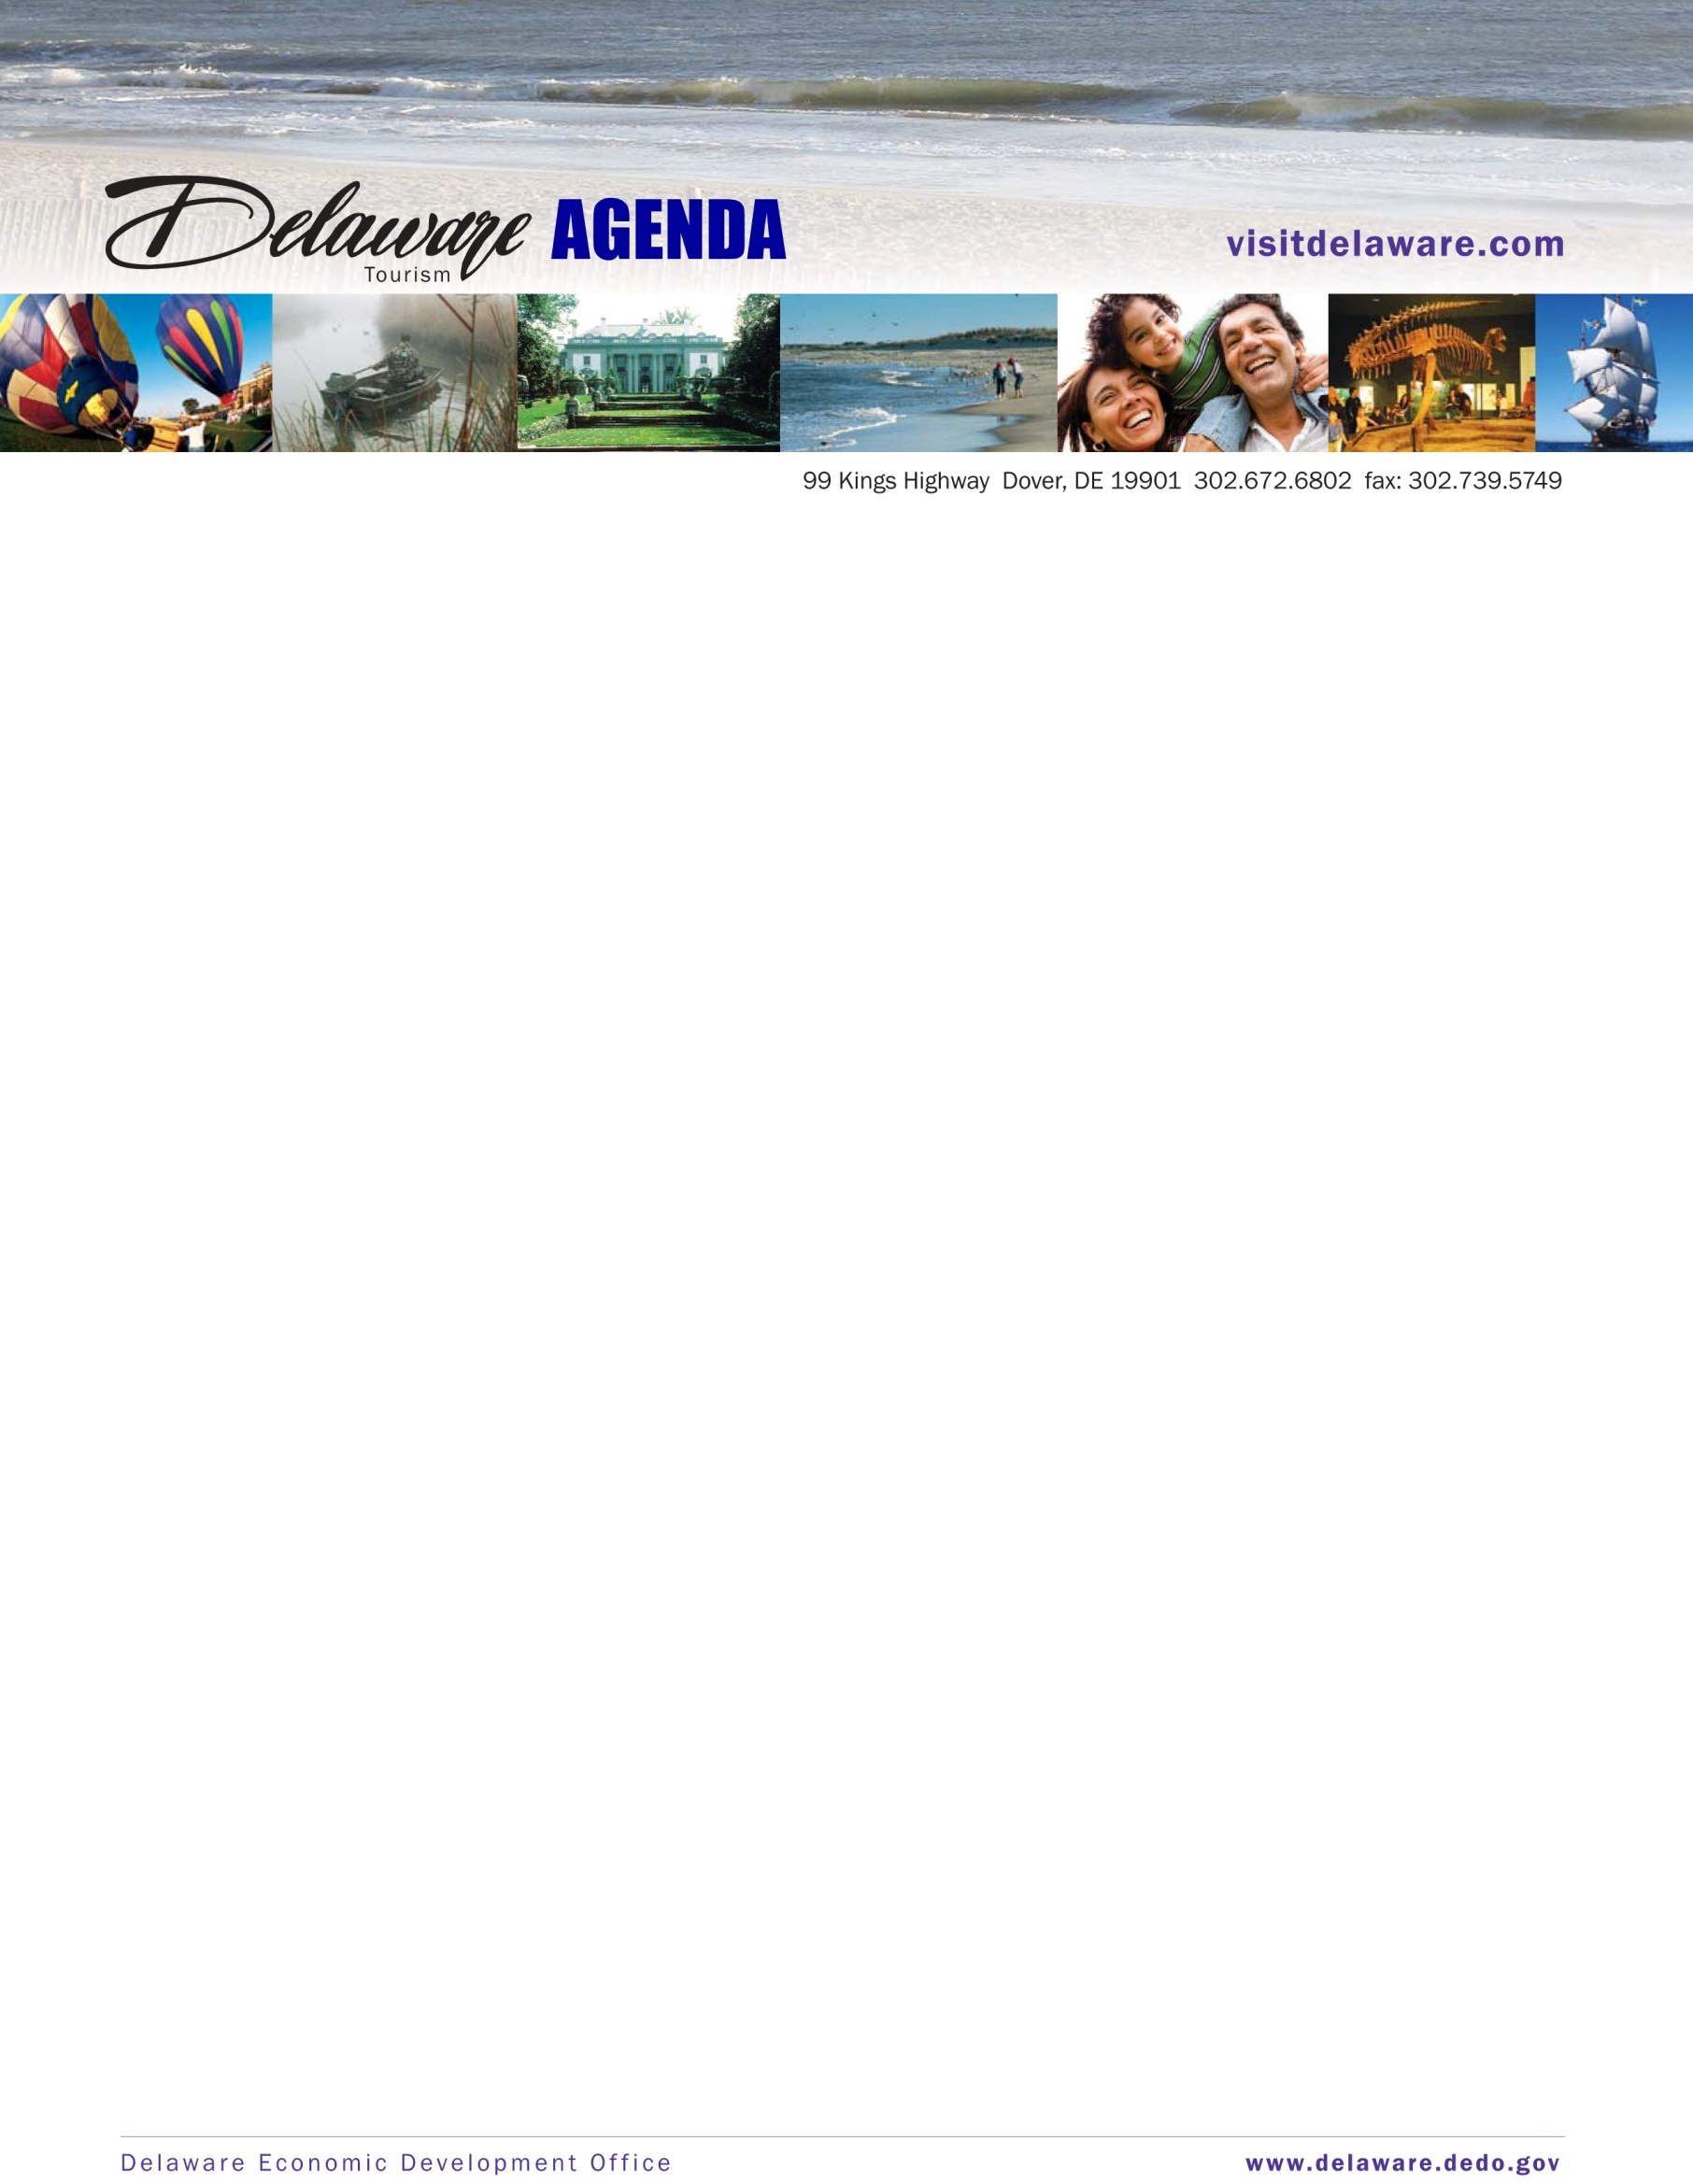 Delaware AGENDA
Tourism
visitdelaware.com
99 Kings Highway Dover, DE 19901 302.672.6802 fax: 302.739.5749
Delaware Economic Development Office www.delaware.dedo.gov